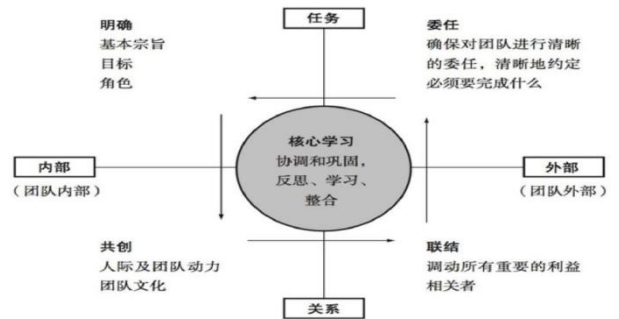 任务
明确
基本宗旨
目标
角色
委任
确保对团队进行清晰
的委任，清晰地约定
必须要完成什么
核心学习
协调和巩固，
反思、学习、
整合
内部
（团队内部）
外部
（团队外部）
共创
人际及团队动力
团队文化
联结
调动所有重要的利益
相关者
关系